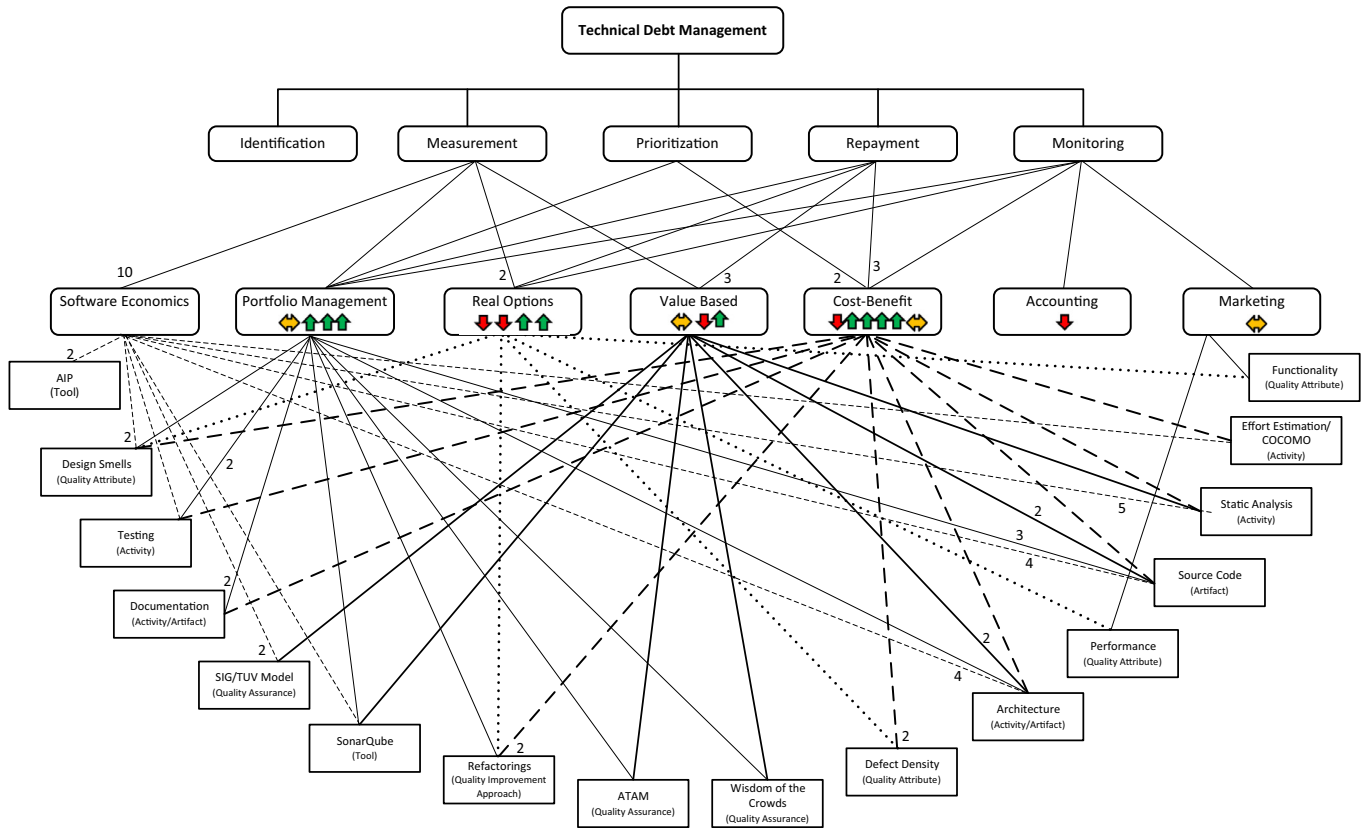 Technical Debt Management
Identification
Measurement
Prioritization
Repayment
Monitoring
10
2
3
2
3
Software Economics
Portfolio Management
Real Options
Value Based
Cost-Benefit
Accounting
Marketing
2
AIP
(Tool)
Functionality
(Quality Attribute)
Effort Estimation/
COCOMO
(Activity)
2
Design Smells
(Quality Attribute)
2
Static Analysis
(Activity)
5
2
Testing
(Activity)
3
4
Source Code
(Artifact)
2
Documentation
(Activity/Artifact)
Performance
(Quality Attribute)
2
2
SIG/TUV Model
(Quality Assurance)
4
Architecture
(Activity/Artifact)
SonarQube
(Tool)
2
Refactorings
(Quality Improvement
Approach)
2
Defect Density
(Quality Attribute)
ATAM
(Quality Assurance)
Wisdom of the
Crowds
(Quality Assurance)